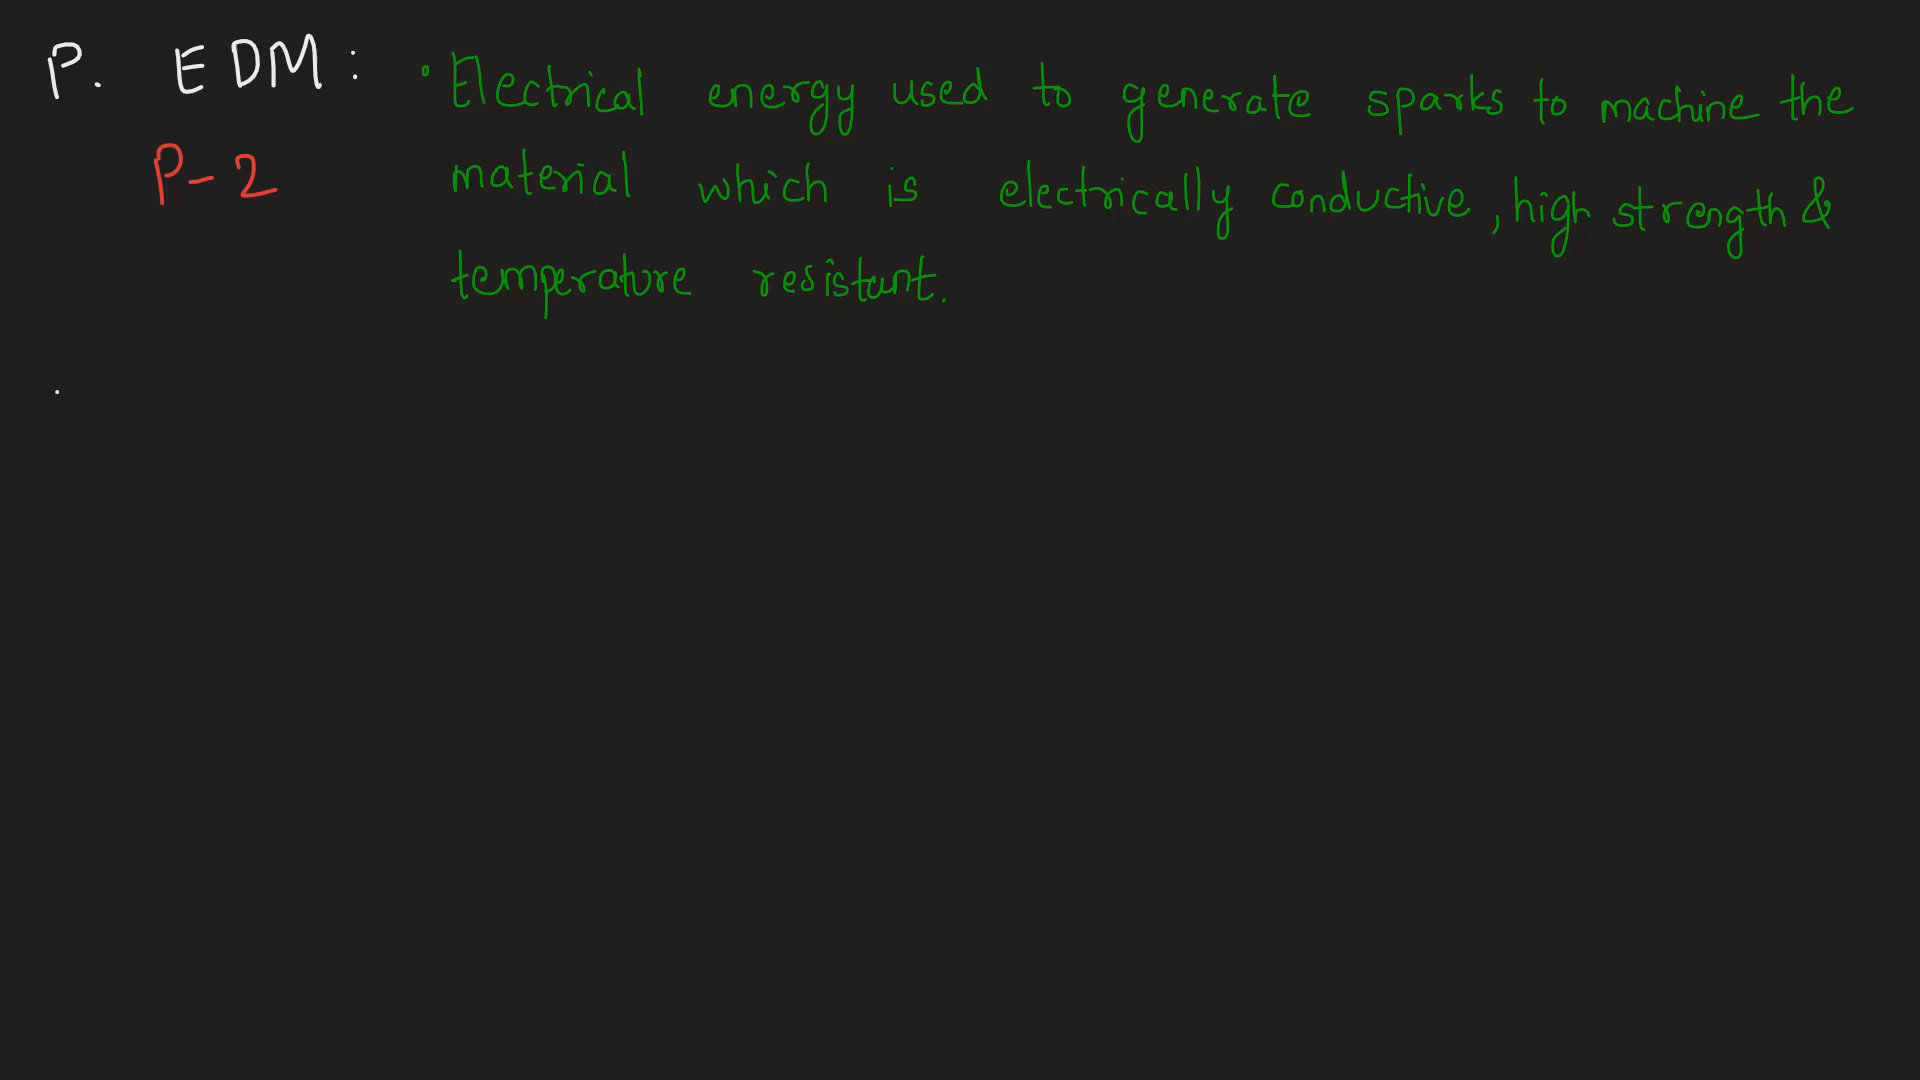 P. EDM: • Electrical energy used to generate sparks to machine the
P-2 material which is electrically conductive, high strength &
temperature resistant.